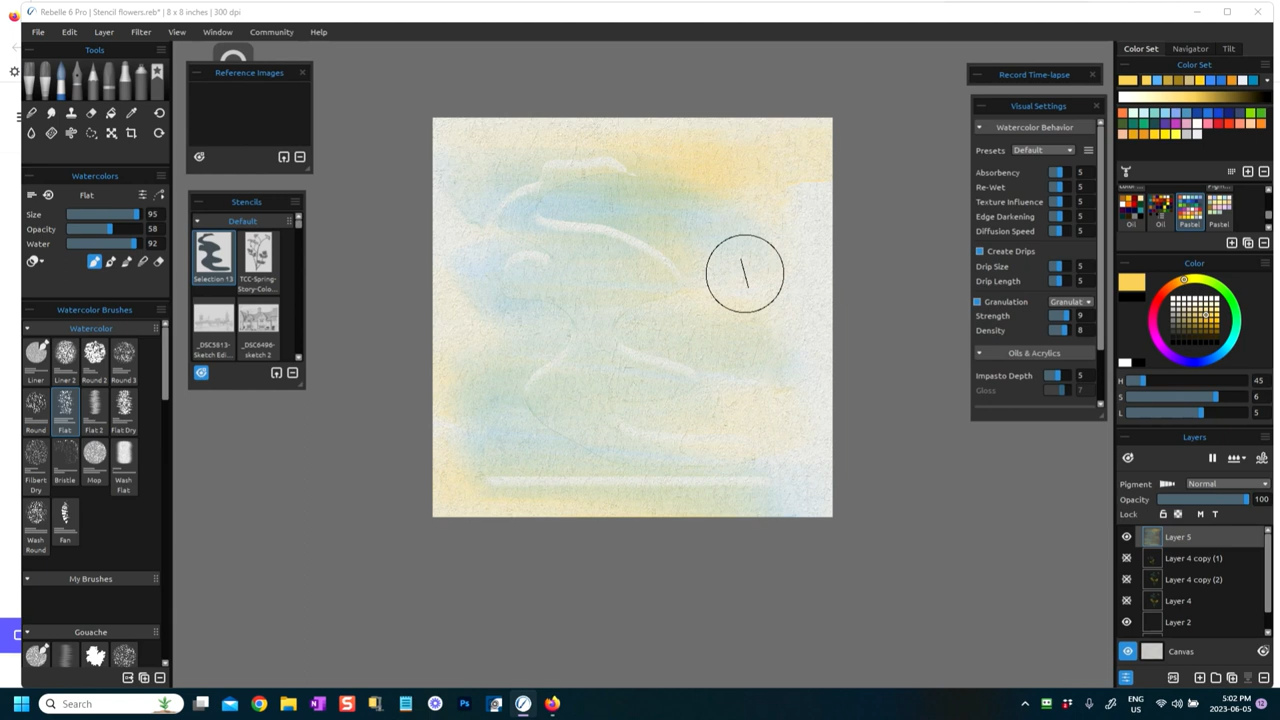 Rebelle 6 Pro | Stencil flowers.reb* | 8 x 8 inches | 300 dpi
File Edit Layer Filter View Window Community Help
Tools
Watercolors
Flat
Size 95
Opacity 58
Water 92
Watercolor Brushes
Watercolor
Liner Liner 2 Round 2 Round 3
Round Flat Flat 2 Flat Dry
Filbert Dry Bristle Mop Wash Flat
Wash Round Fan
My Brushes
Gouache
Reference Images
Stencils
Default
Selection 13 TCC-Spring-Story-Colo...
_DSC5813-Sketch Edi... _DSC6496-sketch 2
Record Time-lapse
Visual Settings
Watercolor Behavior
Presets Default
Absorbency 5
Re-Wet 5
Texture Influence 5
Edge Darkening 5
Diffusion Speed 5
Create Drips
Drip Size 5
Drip Length 5
Granulation Granulat
Strength 9
Density 8
Oils & Acrylics
Impasto Depth 5
Gloss 7
Color Set Navigator Tilt
Color Set
Oil Oil Pastel Pastel
Color
H 45
S 6
L 5
Layers
Pigment Normal
Opacity 100
Lock M T
Layer 5
Layer 4 copy (1)
Layer 4 copy (2)
Layer 4
Layer 2
Canvas
Search
ENG
US
5:02 PM
2023-06-05